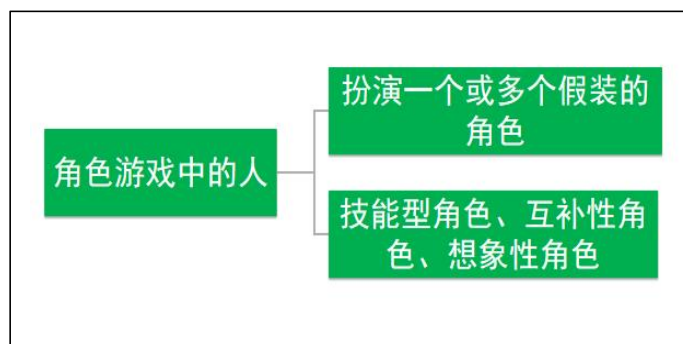 角色游戏中的人
扮演一个或多个假装的
角色
技能型角色、互补性角
色、想象性角色